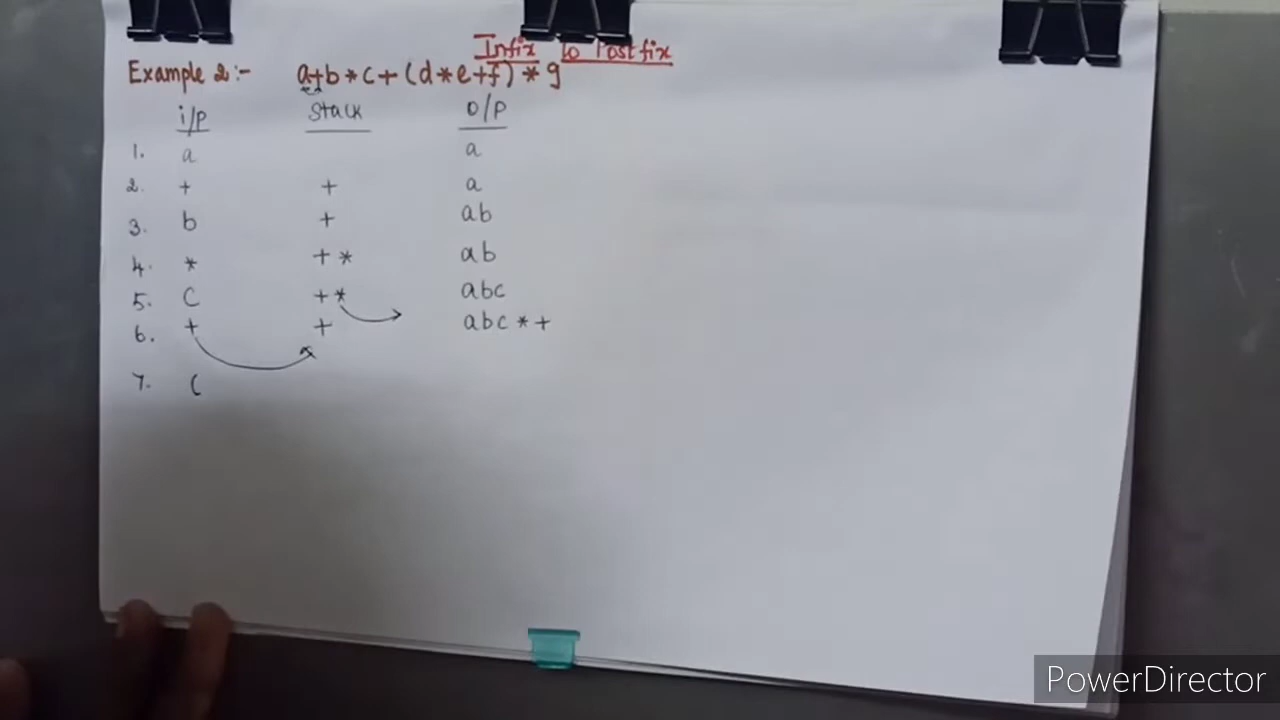 Infix To Postfix
Example 2:- a+b*c+(d*e+f)*g
i/p Stack O/P
1. a a
2. + + a
3. b + ab
4. * +* ab
5. C +* abc
6. + + abc*+
7. (
PowerDirector